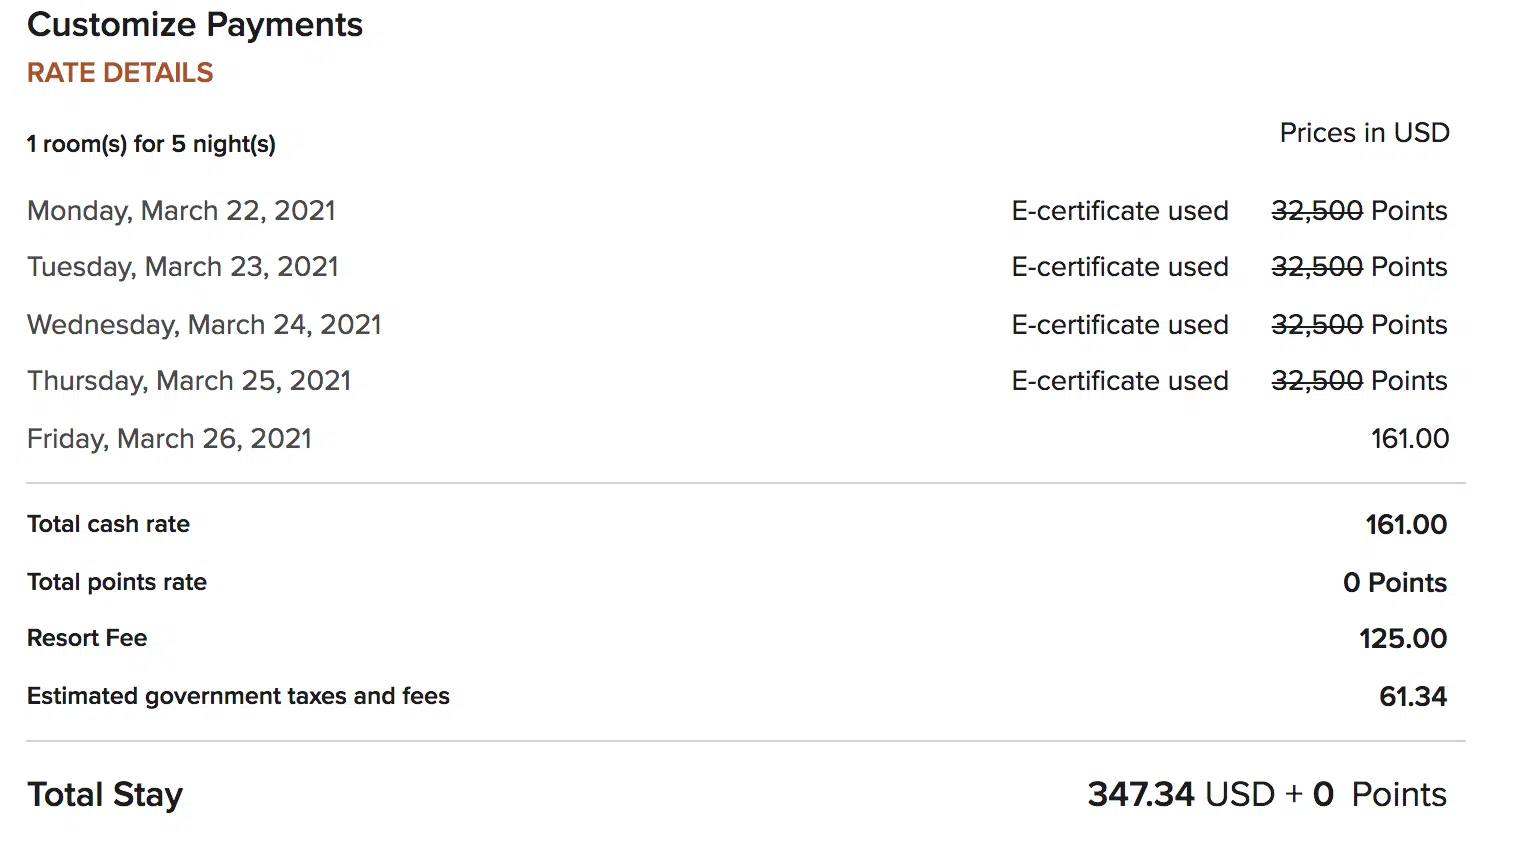 Customize Payments
RATE DETAILS
1 room(s) for 5 night(s) Prices in USD
Monday, March 22, 2021 E-certificate used 32,500 Points
Tuesday, March 23, 2021 E-certificate used 32,500 Points
Wednesday, March 24, 2021 E-certificate used 32,500 Points
Thursday, March 25, 2021 E-certificate used 32,500 Points
Friday, March 26, 2021 161.00
Total cash rate 161.00
Total points rate 0 Points
Resort Fee 125.00
Estimated government taxes and fees 61.34
Total Stay 347.34 USD + 0 Points